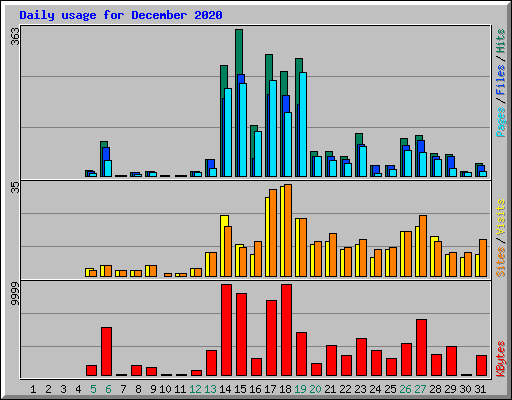 Daily usage for December 2020
363
Pages / Files / Hits
35
Sites / Visits
9999
KBytes
1 2 3 4 5 6 7 8 9 10 11 12 13 14 15 16 17 18 19 20 21 22 23 24 25 26 27 28 29 30 31